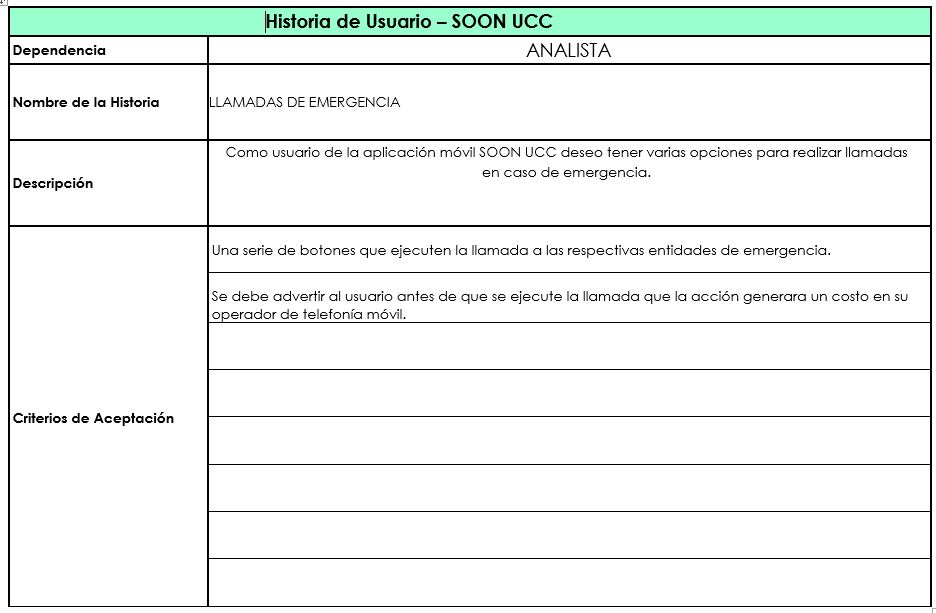 Historia de Usuario – SOON UCC
Dependencia
ANALISTA
Nombre de la Historia
LLAMADAS DE EMERGENCIA
Descripción
Como usuario de la aplicación móvil SOON UCC deseo tener varias opciones para realizar llamadas
en caso de emergencia.
Criterios de Aceptación
Una serie de botones que ejecuten la llamada a las respectivas entidades de emergencia.
Se debe advertir al usuario antes de que se ejecute la llamada que la acción generara un costo en su
operador de telefonía móvil.